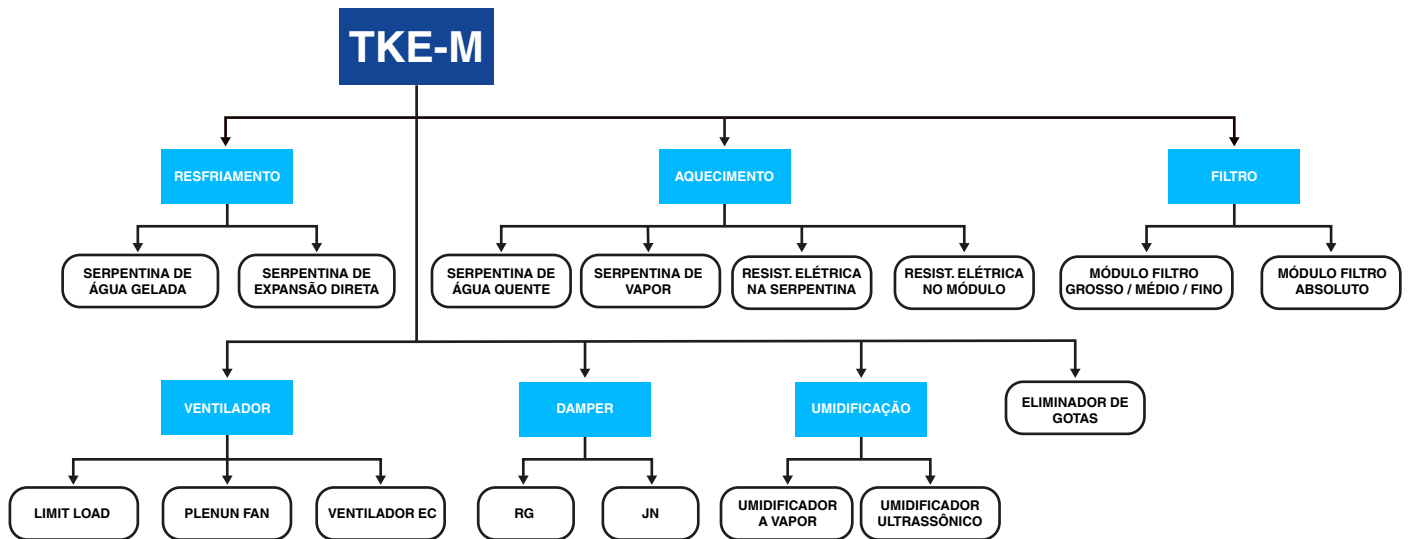 TKE-M
RESFRIAMENTO
AQUECIMENTO
FILTRO
SERPENTINA DE
ÁGUA GELADA
SERPENTINA DE
EXPANSÃO DIRETA
SERPENTINA DE
ÁGUA QUENTE
SERPENTINA DE
VAPOR
RESIST. ELÉTRICA
NA SERPENTINA
RESIST. ELÉTRICA
NO MÓDULO
MÓDULO FILTRO
GROSSO / MÉDIO / FINO
MÓDULO FILTRO
ABSOLUTO
VENTILADOR
DAMPER
UMIDIFICAÇÃO
ELIMINADOR DE
GOTAS
LIMIT LOAD
PLENUN FAN
VENTILADOR EC
RG
JN
UMIDIFICADOR
A VAPOR
UMIDIFICADOR
ULTRASSÔNICO